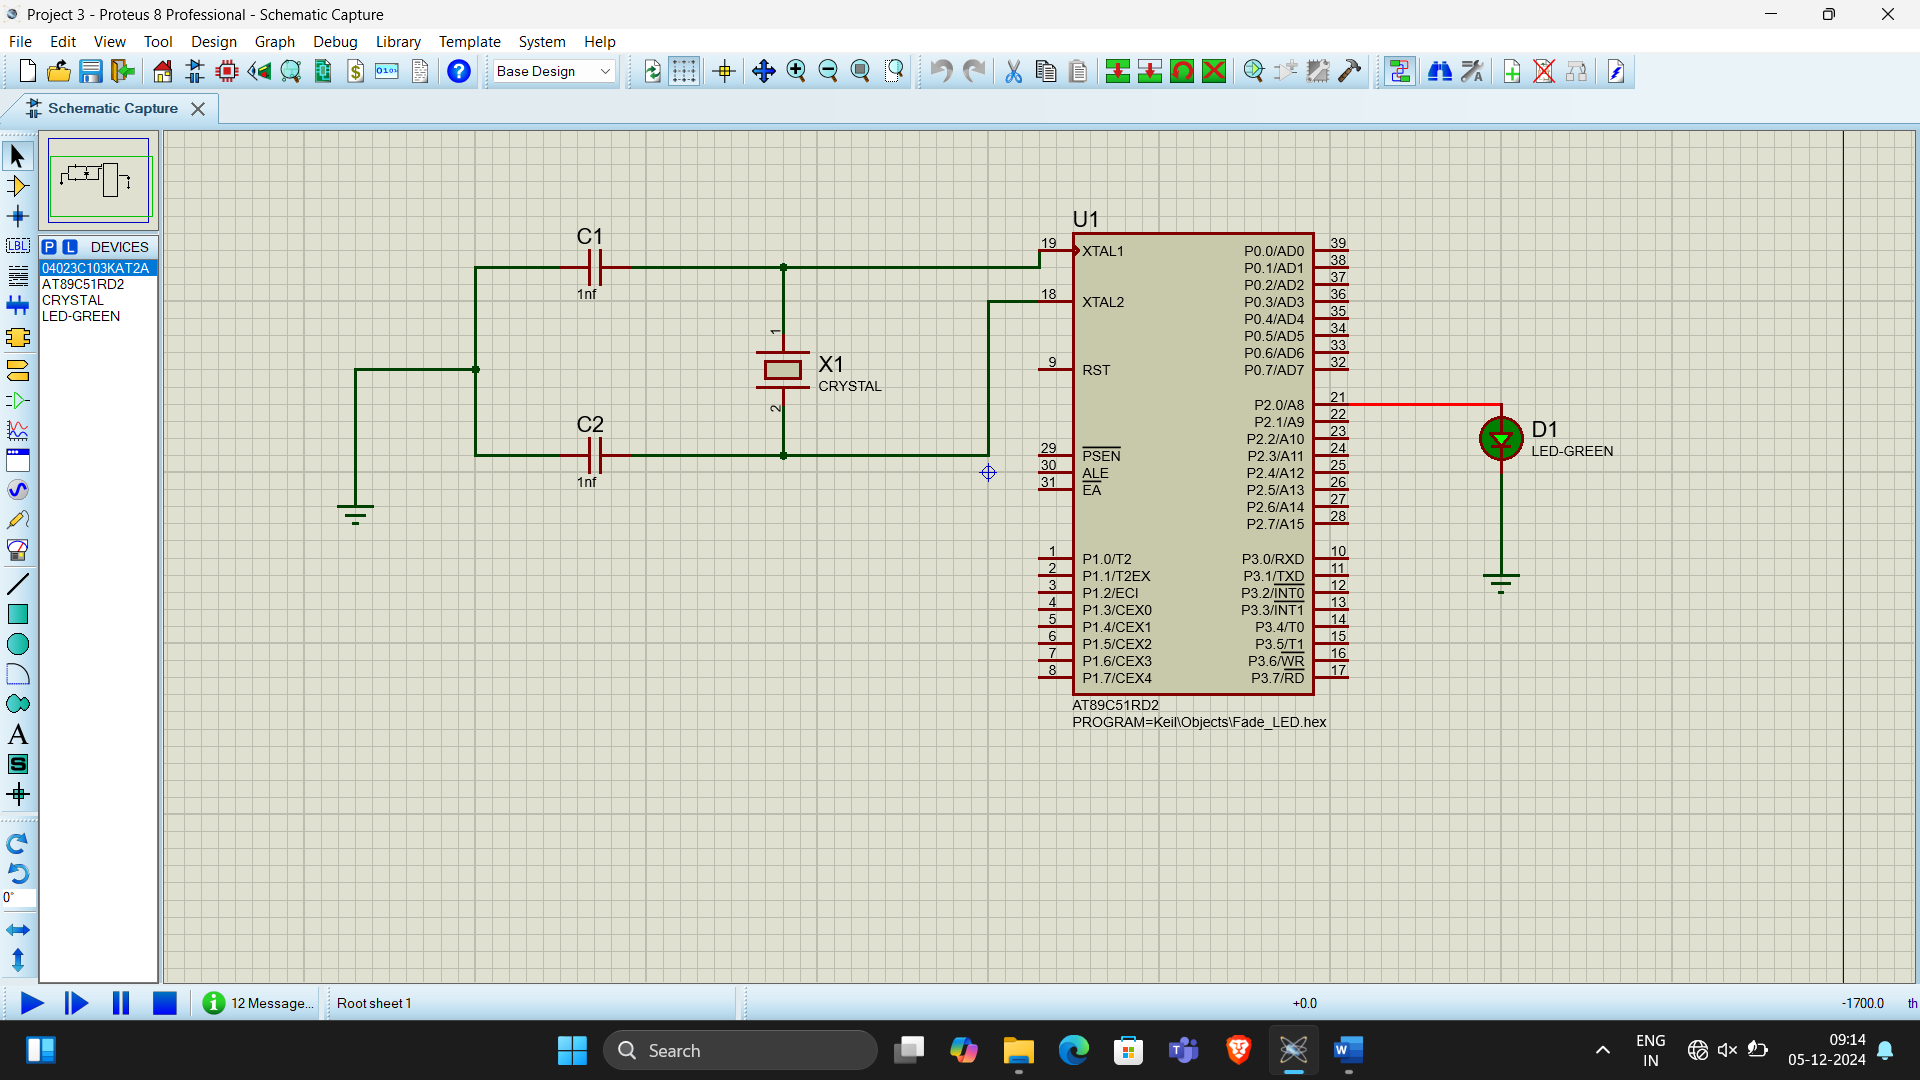 Project 3 - Proteus 8 Professional - Schematic Capture
File Edit View Tool Design Graph Debug Library Template System Help
Base Design
Schematic Capture
P L DEVICES
04023C103KAT2A
AT89C51RD2
CRYSTAL
LED-GREEN
LBL
A
S
0°
C1
1nf
C2
1nf
1
X1
CRYSTAL
2
U1
19 XTAL1
18 XTAL2
9 RST
29 PSEN
30 ALE
31 EA
1 P1.0/T2
2 P1.1/T2EX
3 P1.2/ECI
4 P1.3/CEX0
5 P1.4/CEX1
6 P1.5/CEX2
7 P1.6/CEX3
8 P1.7/CEX4
P0.0/AD0 39
P0.1/AD1 38
P0.2/AD2 37
P0.3/AD3 36
P0.4/AD4 35
P0.5/AD5 34
P0.6/AD6 33
P0.7/AD7 32
P2.0/A8 21
P2.1/A9 22
P2.2/A10 23
P2.3/A11 24
P2.4/A12 25
P2.5/A13 26
P2.6/A14 27
P2.7/A15 28
P3.0/RXD 10
P3.1/TXD 11
P3.2/INT0 12
P3.3/INT1 13
P3.4/T0 14
P3.5/T1 15
P3.6/WR 16
P3.7/RD 17
AT89C51RD2
PROGRAM=Keil\Objects\Fade_LED.hex
D1
LED-GREEN
12 Message...
Root sheet 1
+0.0
-1700.0
th
Search
ENG
IN
09:14
05-12-2024